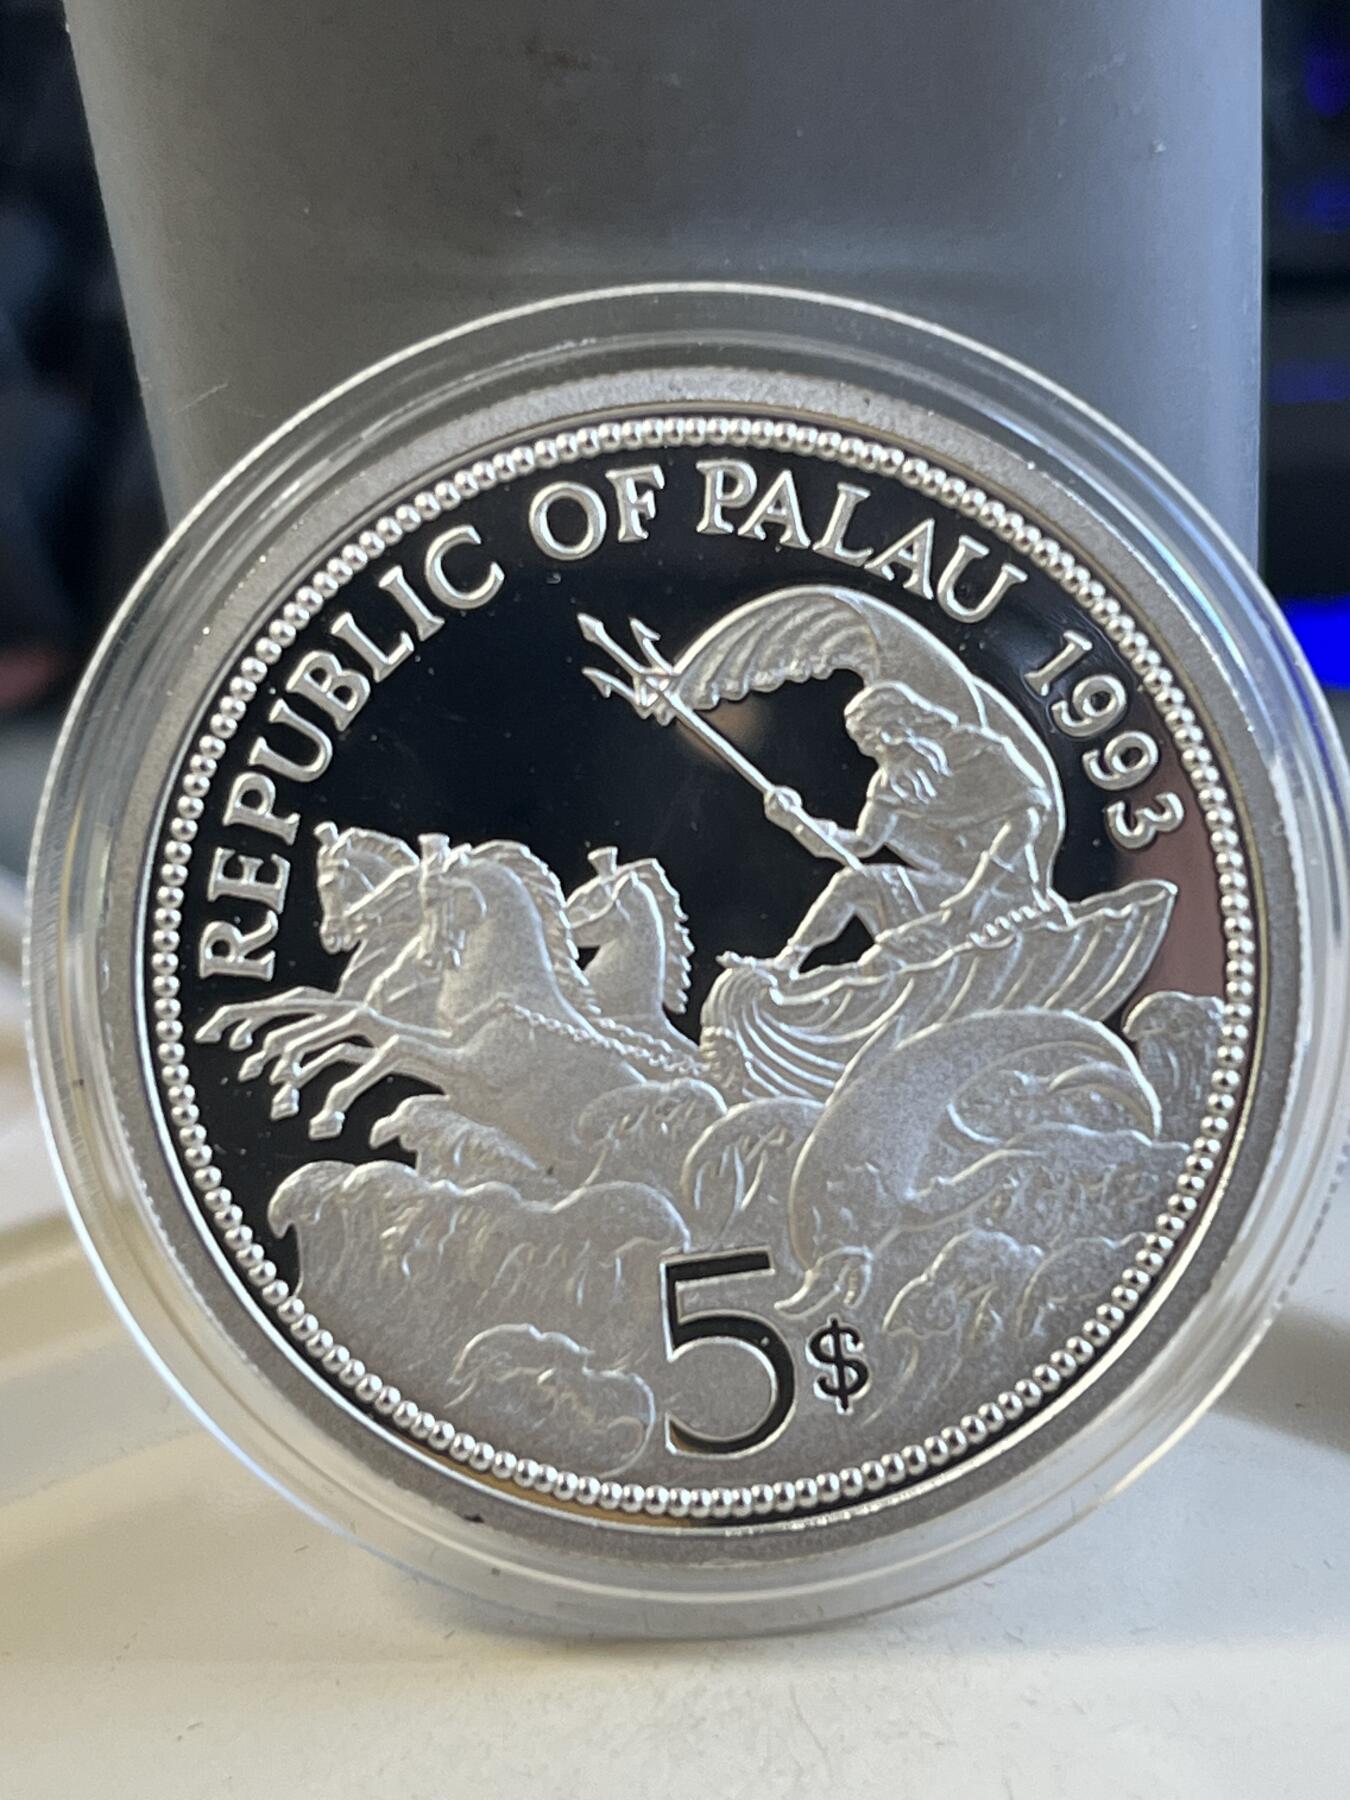 REPUBLIC OF PALAU 1993
5$